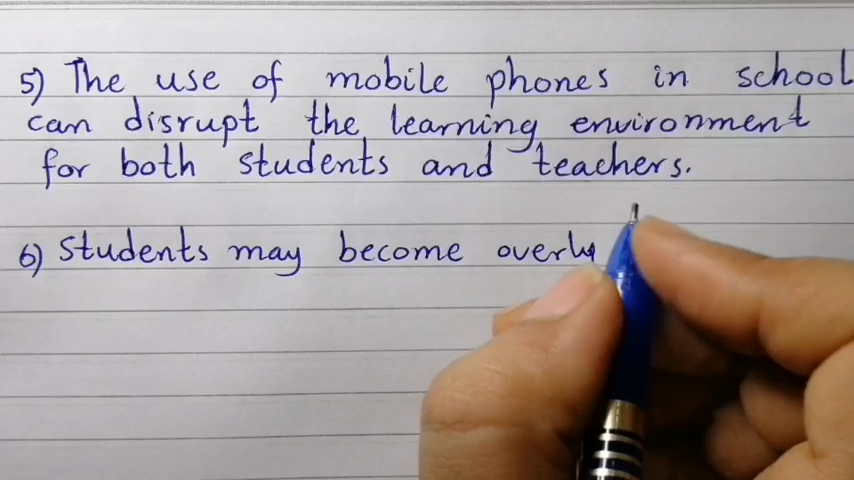 5) The use of mobile phones in school
can disrupt the learning environment
for both students and teachers.
6) Students may become overly